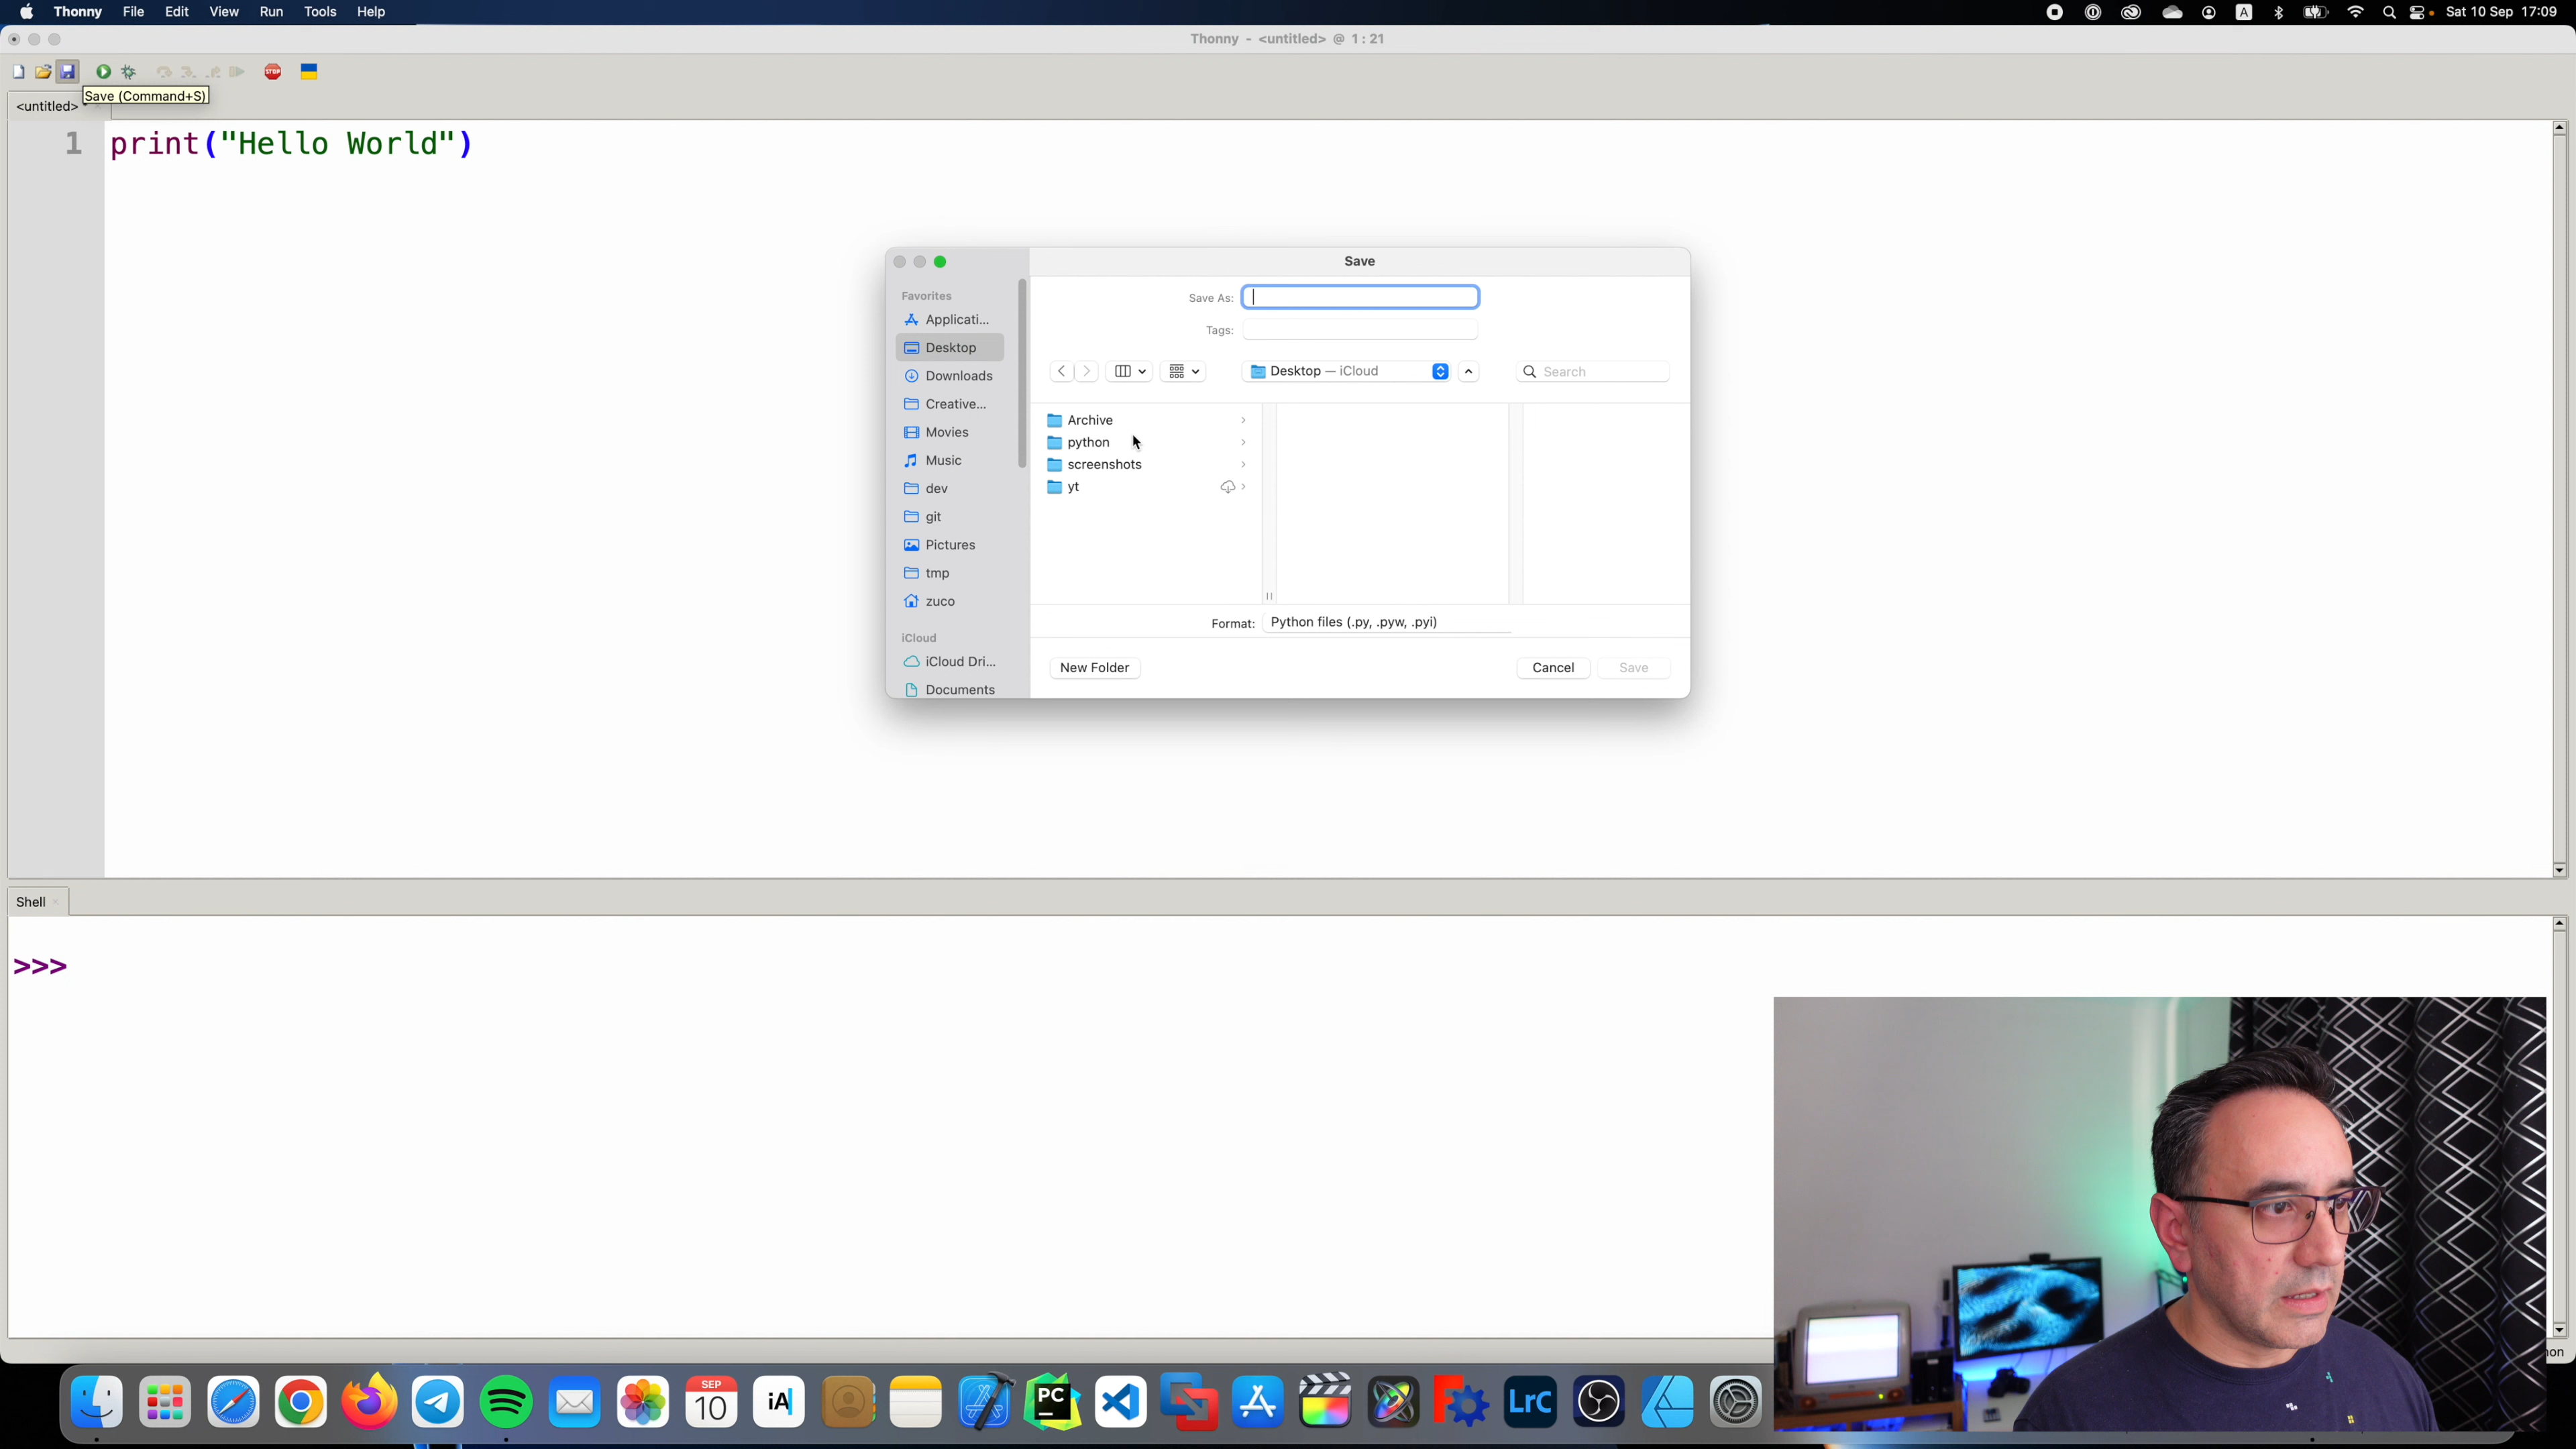 Thonny File Edit View Run Tools Help
A Sat 10 Sep 17:09
Thonny - <untitled> @ 1:21
STOP
Save (Command+S)
<untitled> *
1 print("Hello World")
Save
Save As:
Tags:
Favorites
Applicati...
Desktop
Downloads
Creative...
Movies
Music
dev
git
Pictures
tmp
zuco
iCloud
iCloud Dri...
Documents
Desktop — iCloud
Search
Archive
python
screenshots
yt
Format: Python files (.py, .pyw, .pyi)
New Folder Cancel Save
Shell
>>>
SEP
10
iA
PC
LrC